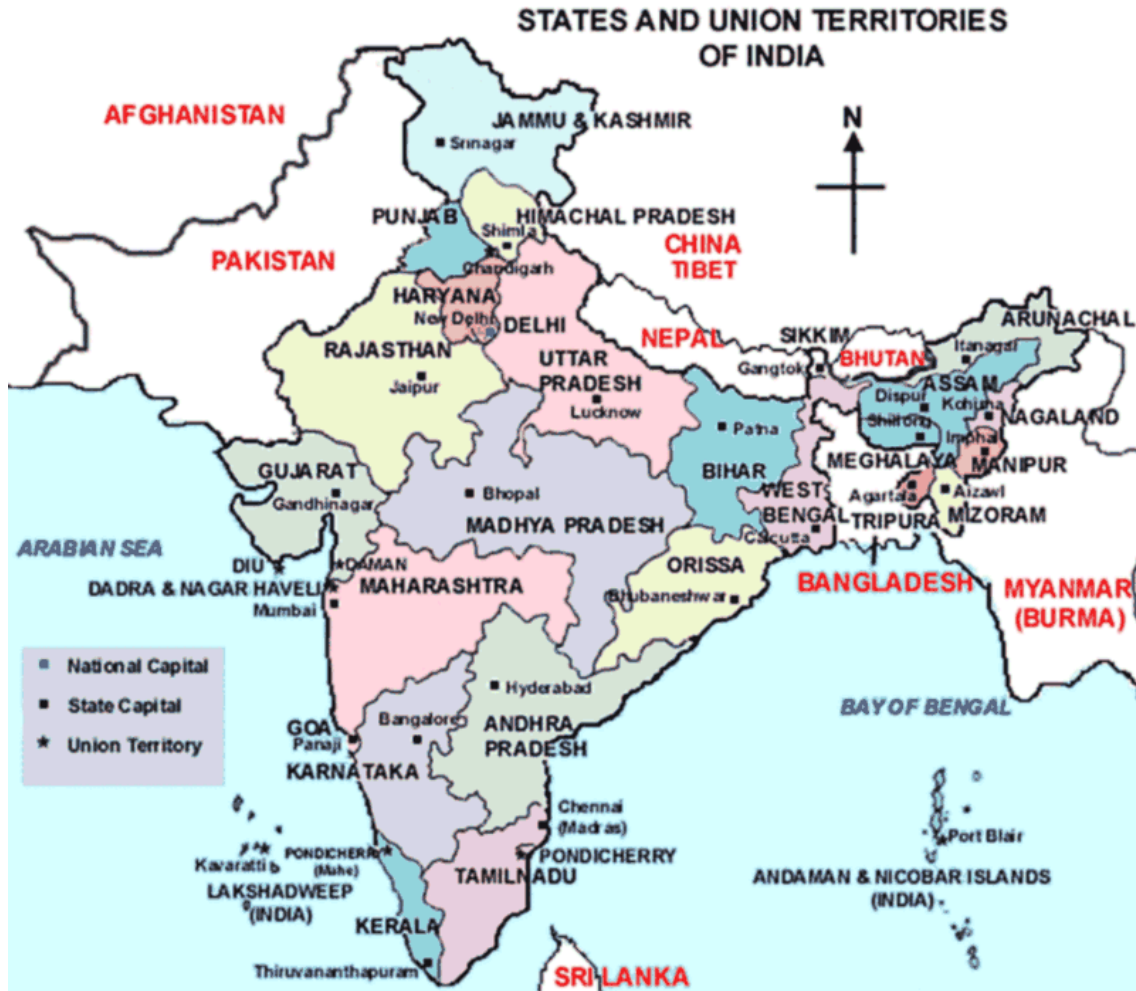 STATES AND UNION TERRITORIES
OF INDIA
AFGHANISTAN
JAMMU & KASHMIR
N
Srinagar
PUNJAB
HIMACHAL PRADESH
Shimla
CHINA
TIBET
PAKISTAN
Chandigarh
HARYANA
New Delhi
DELHI
NEPAL
SIKKIM
ARUNACHAL
BHUTAN
Itanagar
RAJASTHAN
UTTAR
PRADESH
Gangtok
Jaipur
Lucknow
Dispur
ASSAM
Kohima
NAGALAND
Shillong
Patna
Imphal
GUJARAT
BIHAR
MEGHALAYA
MANIPUR
Gandhinagar
Bhopal
WEST
BENGAL
Agartala
Aizawl
MADHYA PRADESH
TRIPURA
MIZORAM
Calcutta
ARABIAN SEA
DIU
DAMAN
ORISSA
DADRA & NAGAR HAVELI
MAHARASHTRA
BANGLADESH
MYANMAR
(BURMA)
Mumbai
Bhubaneshwar
National Capital
State Capital
Union Territory
Hyderabad
BAY OF BENGAL
GOA
Panaji
Bangalore
ANDHRA
PRADESH
KARNATAKA
Chennai
(Madras)
Port Blair
Kavaratti
PONDICHERRY
(Mahe)
PONDICHERRY
TAMILNADU
ANDAMAN & NICOBAR ISLANDS
(INDIA)
LAKSHADWEEP
(INDIA)
KERALA
Thiruvananthapuram
SRI LANKA